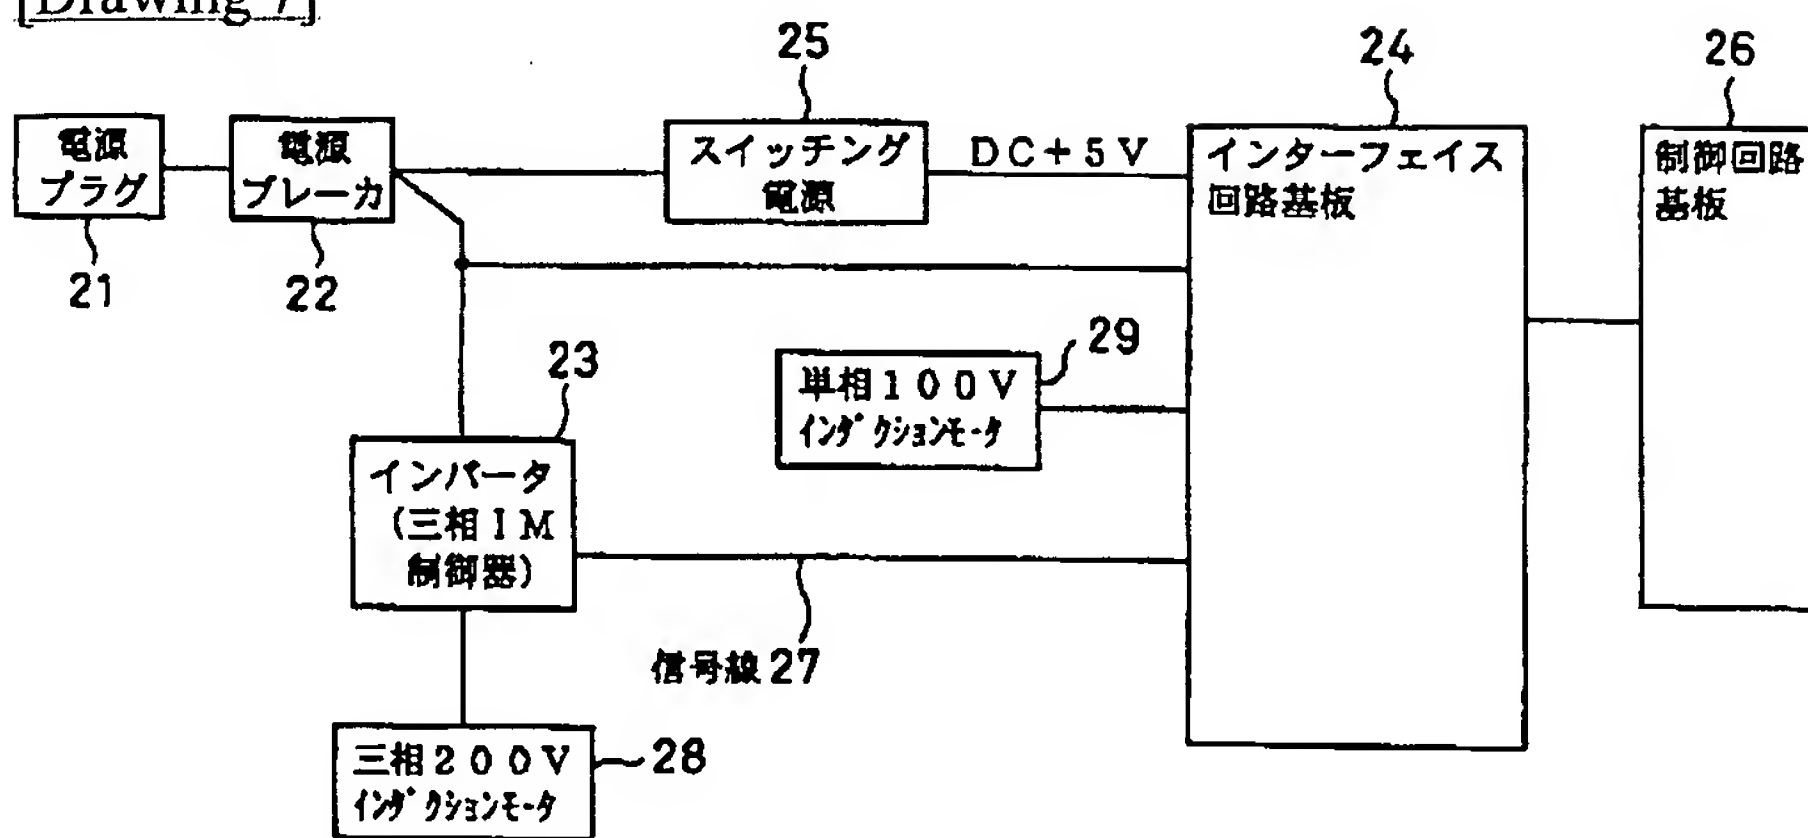 [Drawing 7]
25
24
26
電源
プラグ
電源
ブレーカ
スイッチング
電源
DC+5V
インターフェイス
回路基板
制御回路
基板
21
22
29
23
単相100V
インダクションモータ
インバータ
(三相IM
制御器)
信号線27
三相200V
インダクションモータ
28